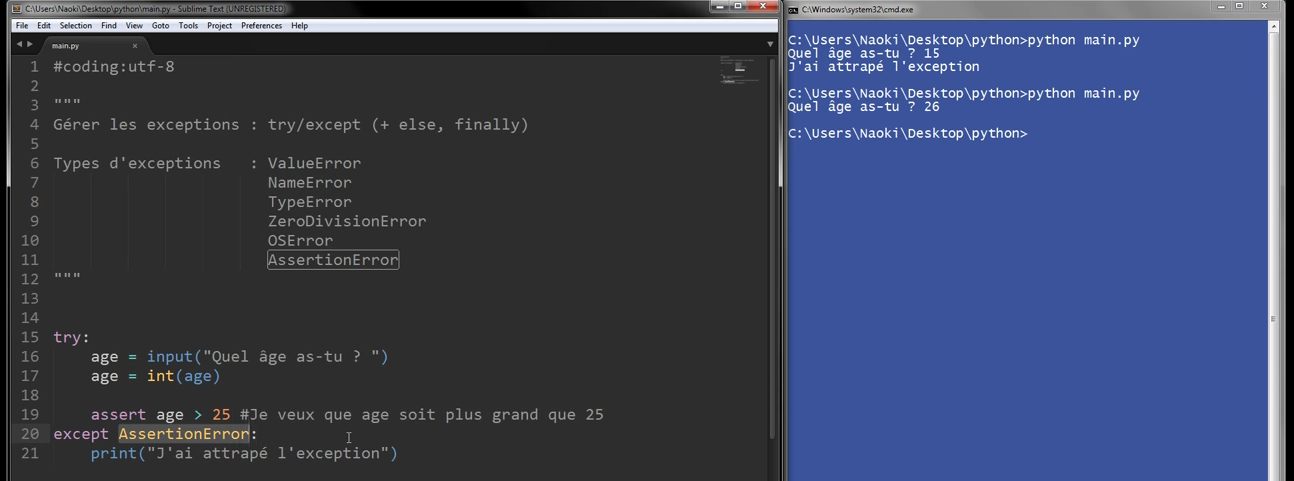 C:\Users\Naoki\Desktop\python\main.py - Sublime Text (UNREGISTERED)
File Edit Selection Find View Goto Tools Project Preferences Help
main.py
1 #coding:utf-8
2
3 """
4 Gérer les exceptions : try/except (+ else, finally)
5
6 Types d'exceptions : ValueError
7 NameError
8 TypeError
9 ZeroDivisionError
10 OSError
11 AssertionError
12 """
13
14
15 try:
16 age = input("Quel âge as-tu ? ")
17 age = int(age)
18
19 assert age > 25 #Je veux que age soit plus grand que 25
20 except AssertionError:
21 print("J'ai attrapé l'exception")
C:\Windows\system32\cmd.exe
C:\Users\Naoki\Desktop\python>python main.py
Quel âge as-tu ? 15
J'ai attrapé l'exception
C:\Users\Naoki\Desktop\python>python main.py
Quel âge as-tu ? 26
C:\Users\Naoki\Desktop\python>